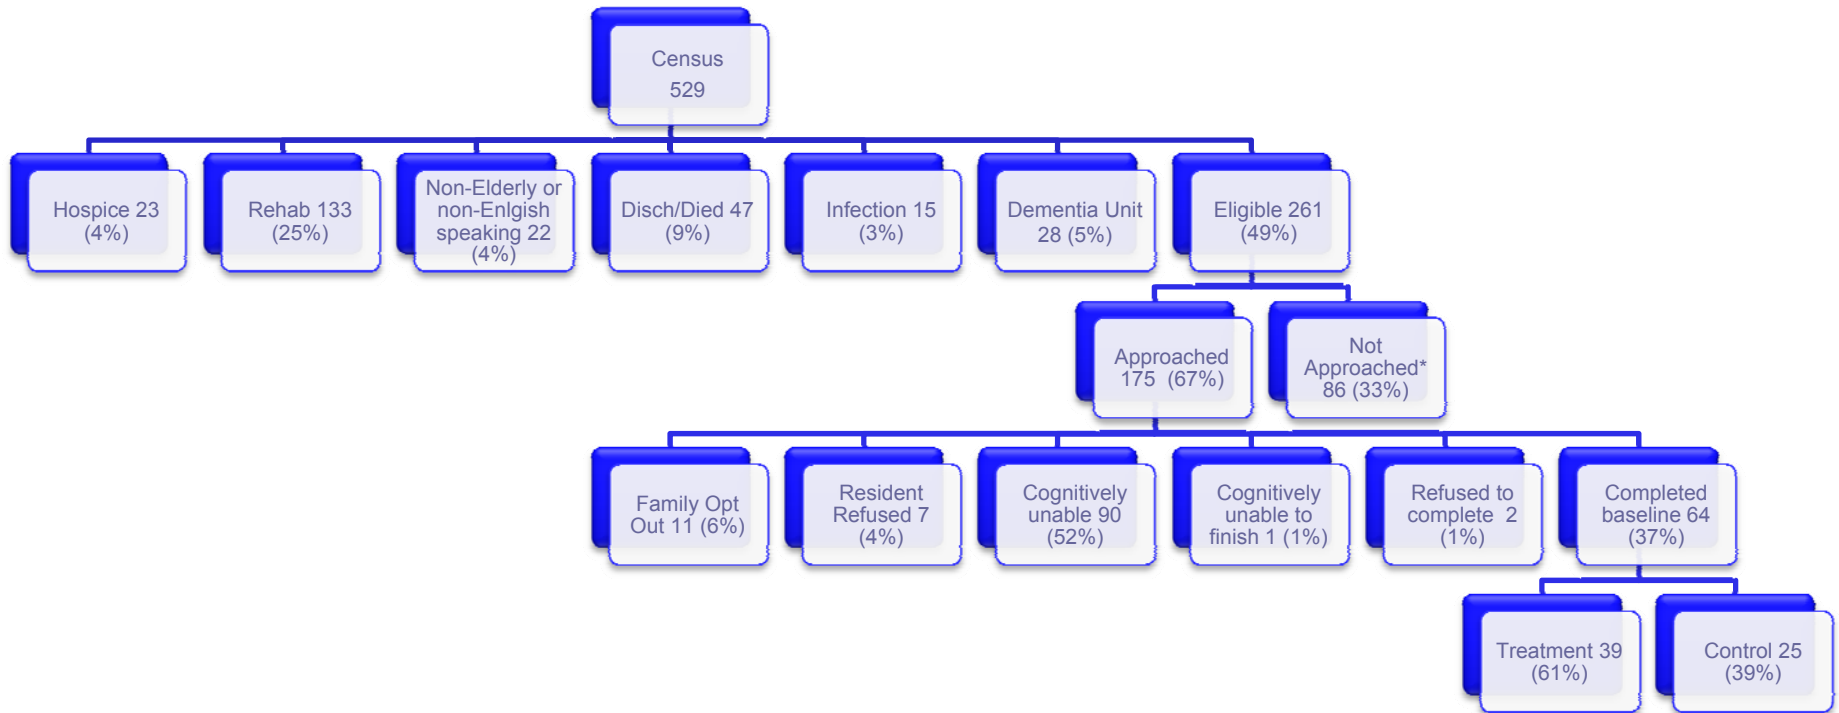 Census
529
Hospice 23
(4%)
Rehab 133
(25%)
Non-Elderly or
non-Enlgish
speaking 22
(4%)
Disch/Died 47
(9%)
Infection 15
(3%)
Dementia Unit
28 (5%)
Eligible 261
(49%)
Approached
175 (67%)
Not
Approached*
86 (33%)
Family Opt
Out 11 (6%)
Resident
Refused 7
(4%)
Cognitively
unable 90
(52%)
Cognitively
unable to
finish 1 (1%)
Refused to
complete 2
(1%)
Completed
baseline 64
(37%)
Treatment 39
(61%)
Control 25
(39%)